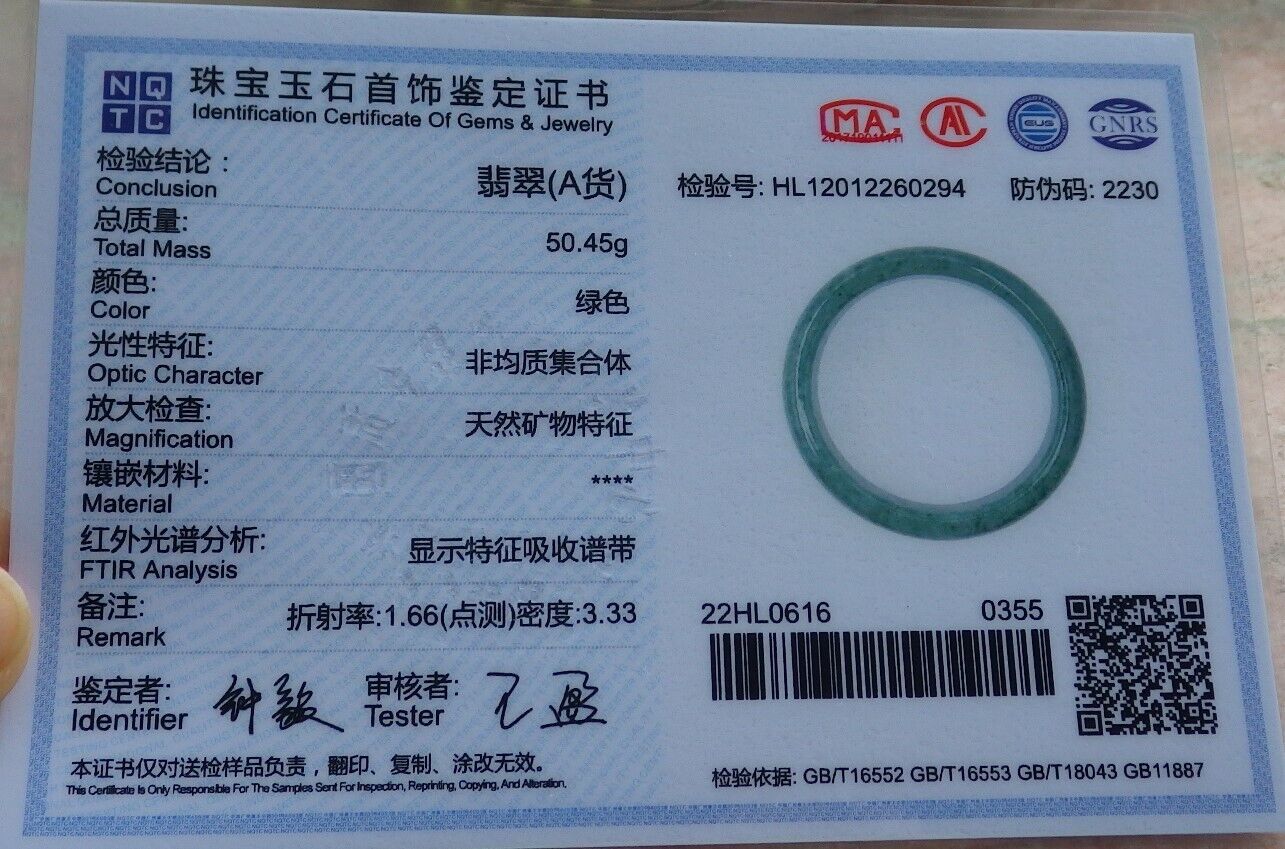 NQ
TC
珠宝玉石首饰鉴定证书
Identification Certificate Of Gems & Jewelry
检验结论：
Conclusion
翡翠(A货)
总质量:
Total Mass
50.45g
颜色:
Color
绿色
光性特征:
Optic Character
非均质集合体
放大检查:
Magnification
天然矿物特征
镶嵌材料:
Material
****
红外光谱分析:
FTIR Analysis
显示特征吸收谱带
备注:
Remark
折射率:1.66(点测)密度:3.33
鉴定者:
Identifier
审核者:
Tester
王盈
本证书仅对送检样品负责，翻印、复制、涂改无效。
This Certificate Is Only Responsible For The Samples Sent For Inspection, Reprinting, Copying, And Alteration.
MA
GNRS
检验号: HL12012260294 防伪码: 2230
22HL0616 0355
检验依据: GB/T16552 GB/T16553 GB/T18043 GB11887